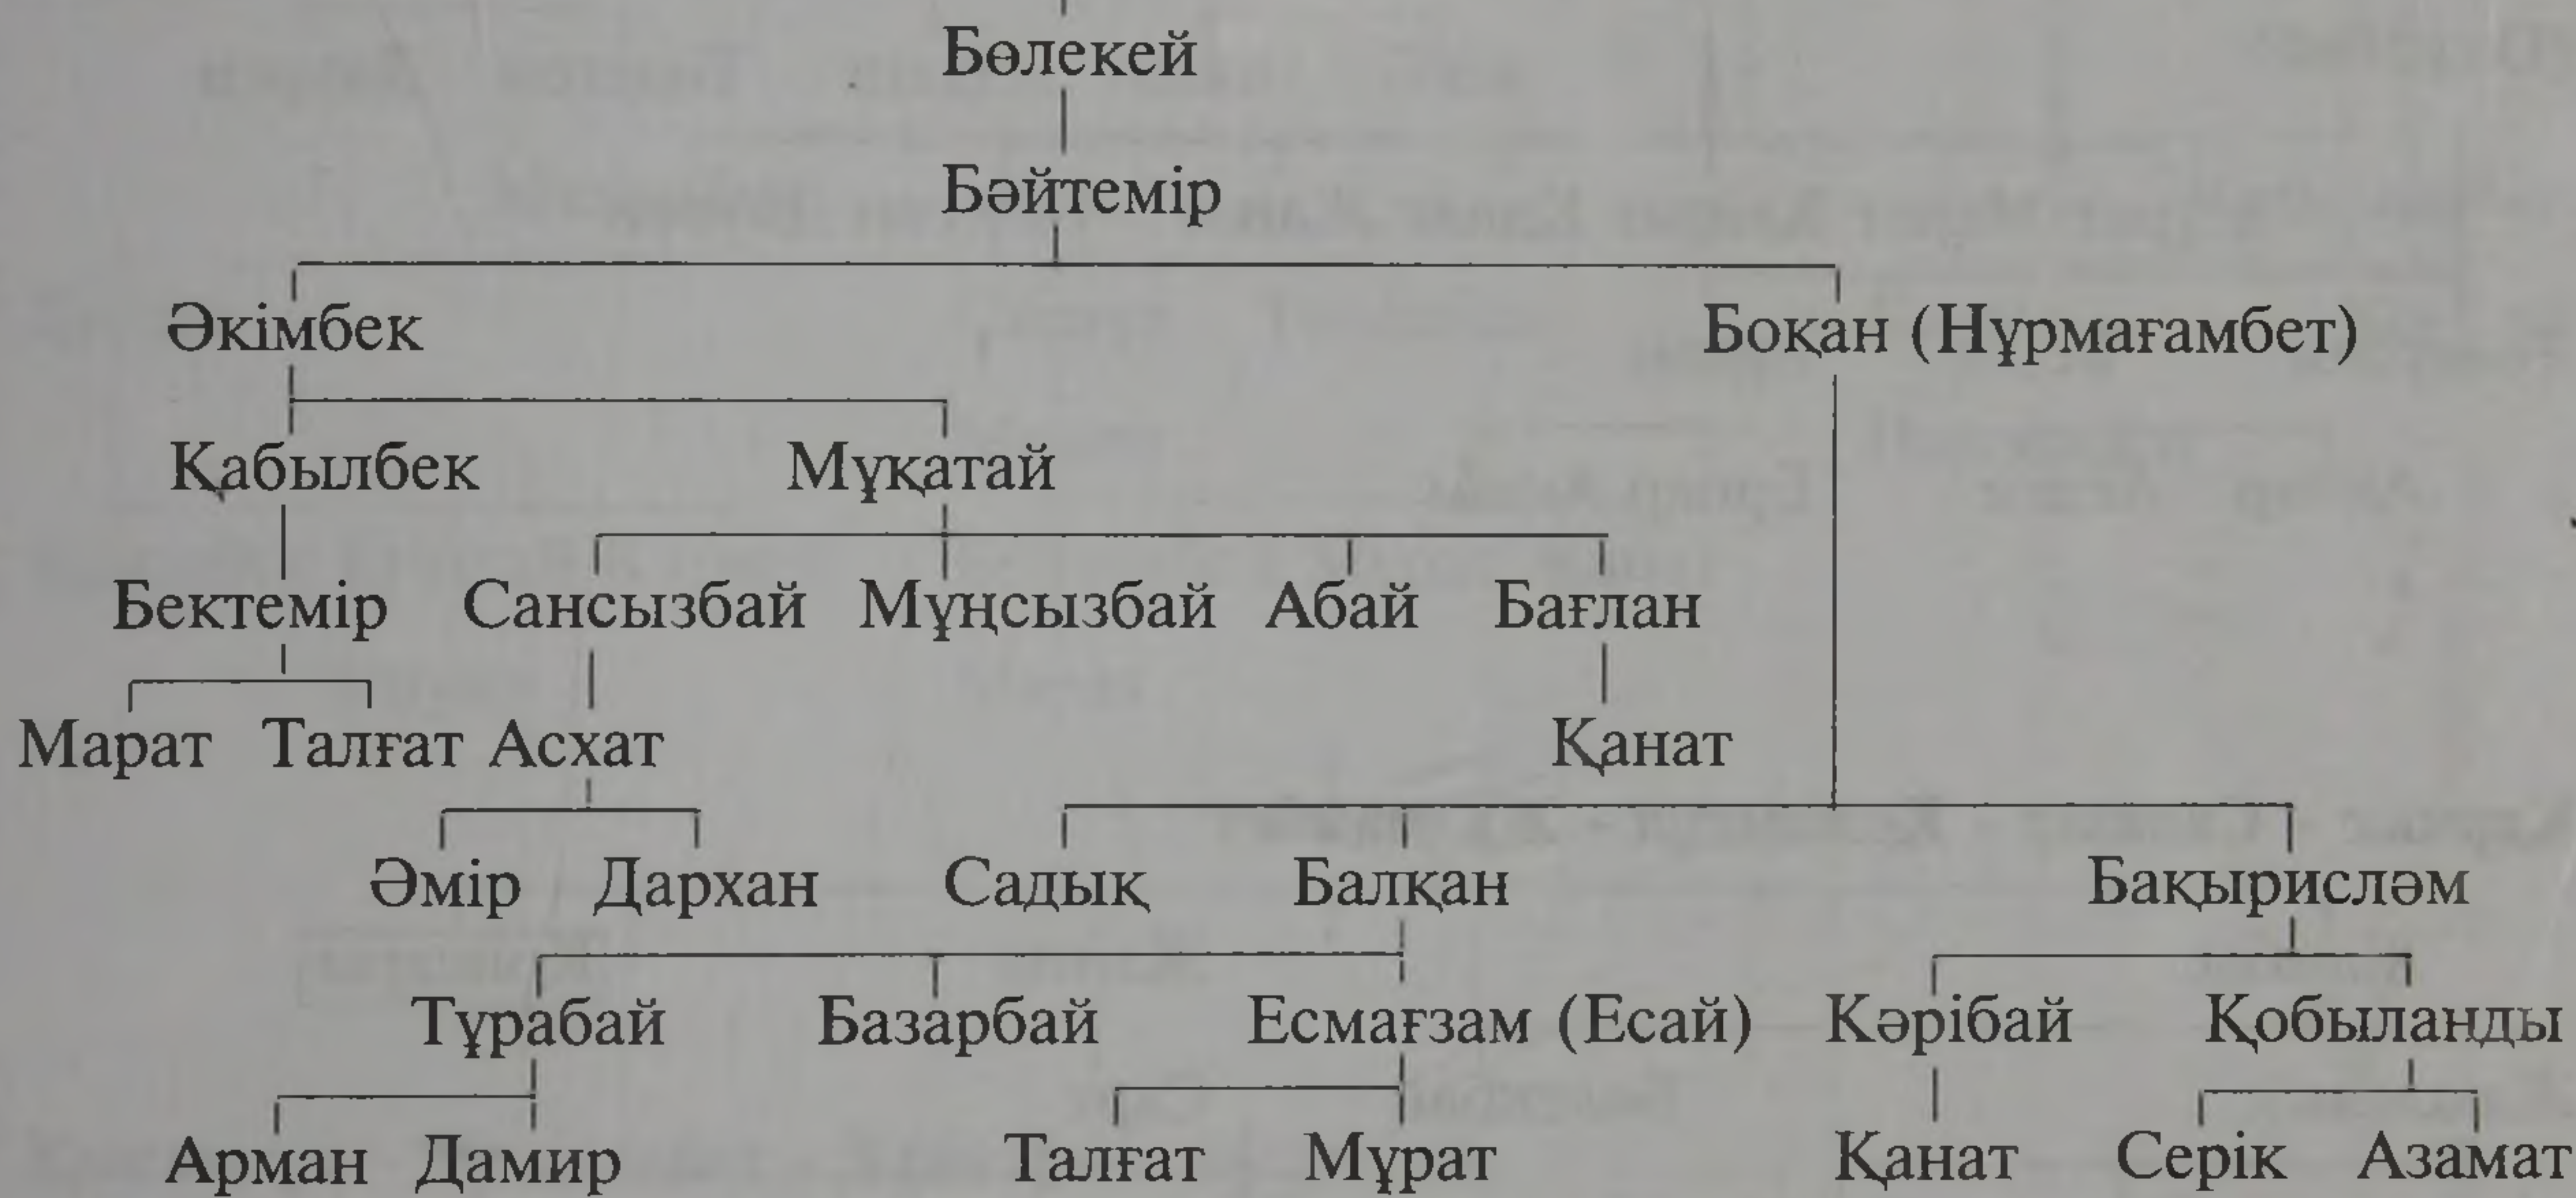 Бөлекей
Бәйтемір
Әкімбек Боқан (Нұрмағамбет)
Қабылбек Мұқатай
Бектемір Сансызбай Мұңсызбай Абай Бағлан
Марат Талғат Асхат Қанат
Әмір Дархан Садық Балқан Бақырисләм
Тұрабай Базарбай Есмағзам (Есай) Кәрібай Қобыланды
Арман Дамир Талғат Мұрат Қанат Серік Азамат